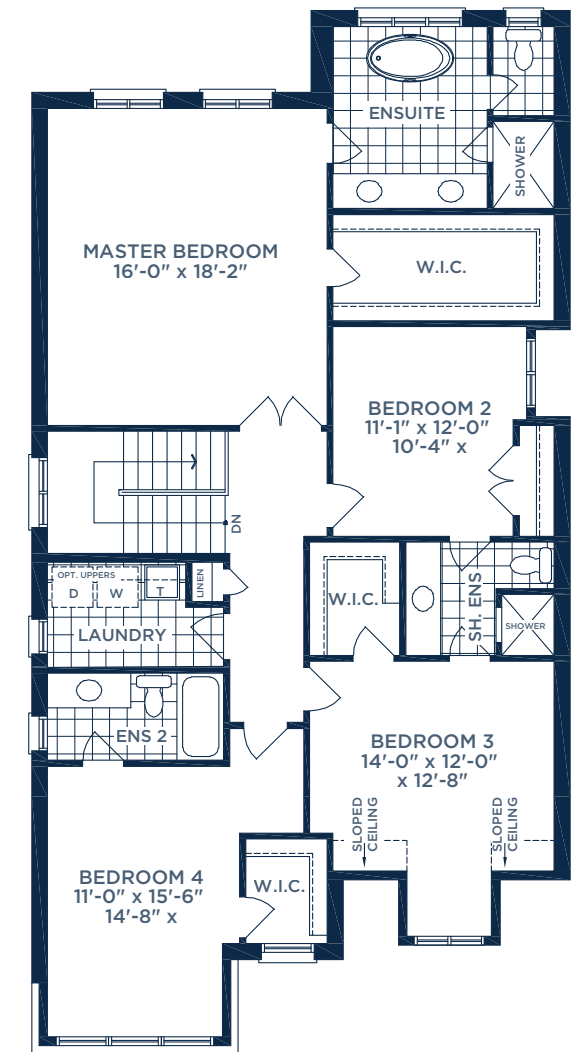 ENSUITE
SHOWER
MASTER BEDROOM
16'-0" x 18'-2"
W.I.C.
BEDROOM 2
11'-1" x 12'-0"
10'-4" x
DN
OPT. UPPERS
D
W
T
LINEN
LAUNDRY
W.I.C.
SH. ENS
SHOWER
ENS 2
BEDROOM 3
14'-0" x 12'-0"
x 12'-8"
SLOPED
CEILING
SLOPED
CEILING
BEDROOM 4
11'-0" x 15'-6"
14'-8" x
W.I.C.